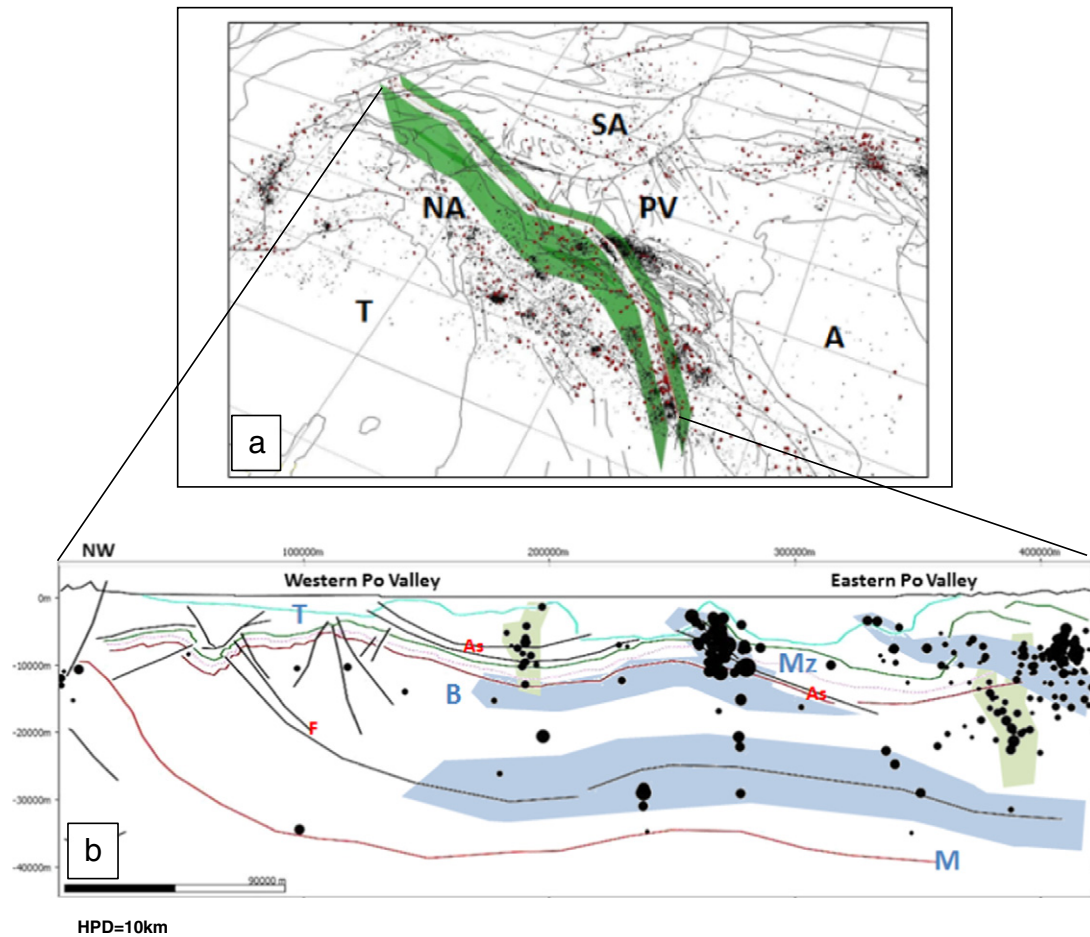 SA
NA
PV
T
A
a
NW
100000m
200000m
300000m
400000m
Western Po Valley
Eastern Po Valley
0m
T
As
-10000m
Mz
B
As
F
-20000m
-30000m
b
M
-40000m
90000 m
HPD=10km